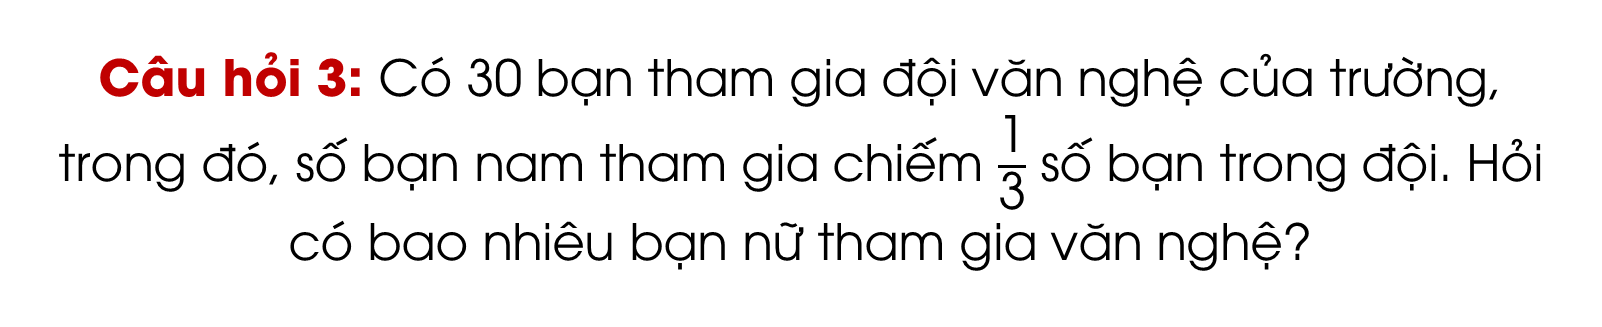 Câu hỏi 3: Có 30 bạn tham gia đội văn nghệ của trường,
trong đó, số bạn nam tham gia chiếm 1/3 số bạn trong đội. Hỏi
có bao nhiêu bạn nữ tham gia văn nghệ?